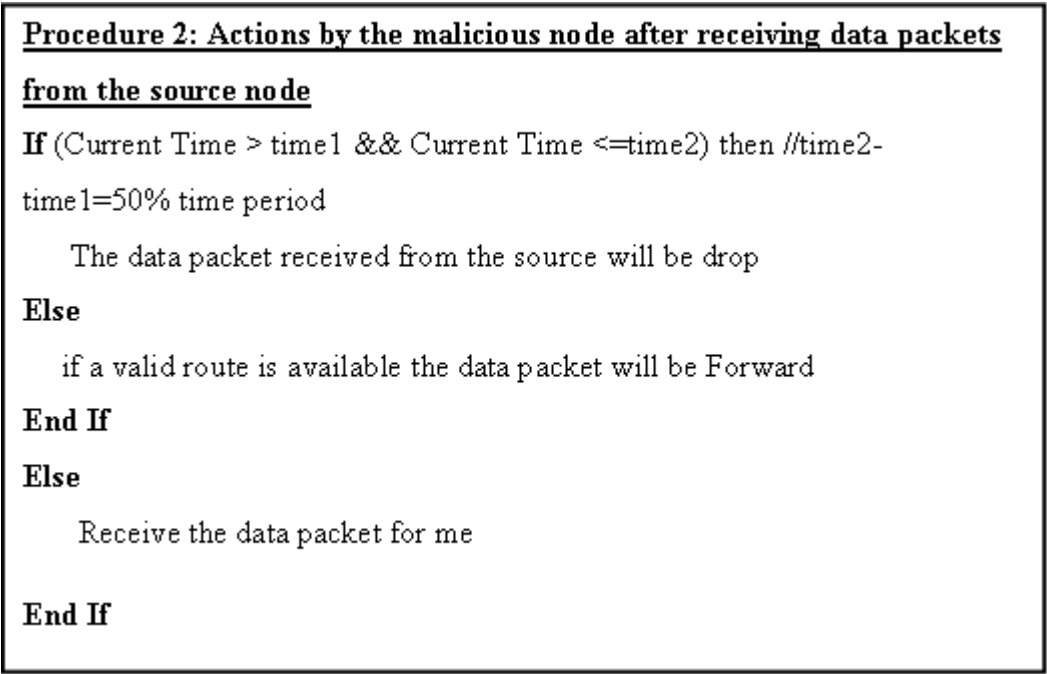 Procedure 2: Actions by the malicious node after receiving data packets
from the source node
If (Current Time > time1 && Current Time <=time2) then //time2-
time1=50% time period
The data packet received from the source will be drop
Else
if a valid route is available the data packet will be Forward
End If
Else
Receive the data packet for me
End If